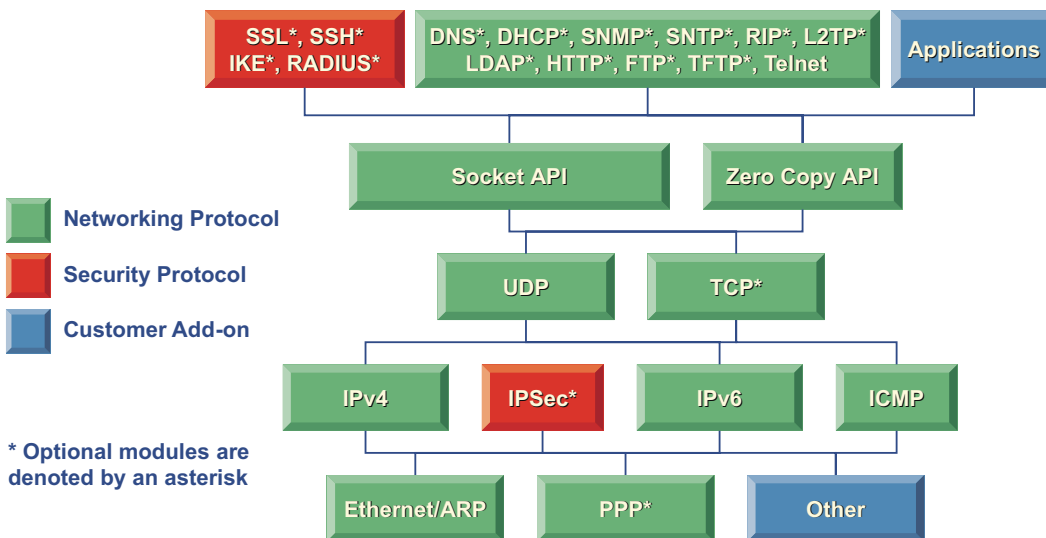 SSL*, SSH*
IKE*, RADIUS*
DNS*, DHCP*, SNMP*, SNTP*, RIP*, L2TP*
LDAP*, HTTP*, FTP*, TFTP*, Telnet
Applications
Socket API
Zero Copy API
Networking Protocol
Security Protocol
Customer Add-on
UDP
TCP*
IPv4
IPSec*
IPv6
ICMP
* Optional modules are
denoted by an asterisk
Ethernet/ARP
PPP*
Other